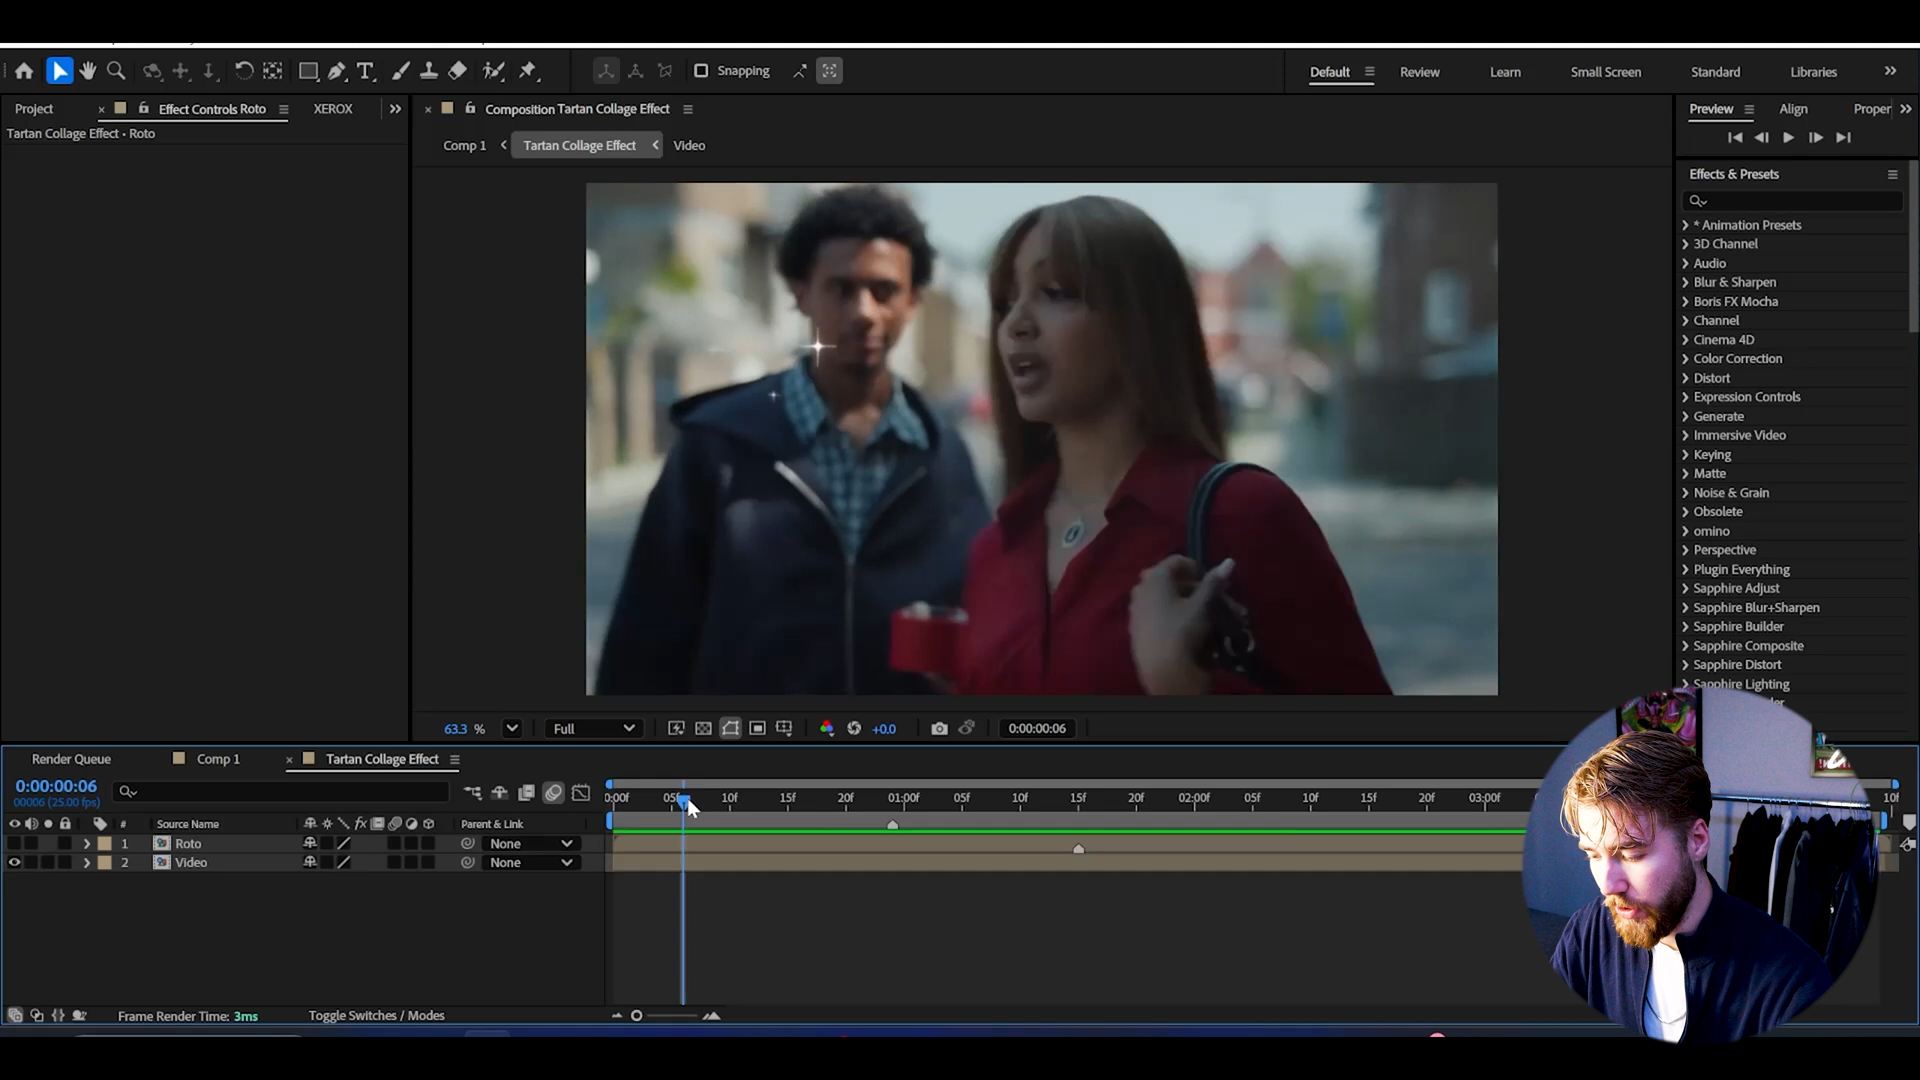 Snapping
Default
Review
Learn
Small Screen
Standard
Libraries
Project
Effect Controls Roto
XEROX
Composition Tartan Collage Effect
Preview
Align
Proper
Tartan Collage Effect • Roto
Comp 1
Tartan Collage Effect
Video
Effects & Presets
* Animation Presets
3D Channel
Audio
Blur & Sharpen
Boris FX Mocha
Channel
Cinema 4D
Color Correction
Distort
Expression Controls
Generate
Immersive Video
Keying
Matte
Noise & Grain
Obsolete
omino
Perspective
Plugin Everything
Sapphire Adjust
Sapphire Blur+Sharpen
Sapphire Builder
Sapphire Composite
Sapphire Distort
Sapphire Lighting
63.3 %
Full
+0.0
0:00:00:06
Render Queue
Comp 1
Tartan Collage Effect
0:00:00:06
00006 (25.00 fps)
0:00f 05f 10f 15f 20f 01:00f 05f 10f 15f 20f 02:00f 05f 10f 15f 20f 03:00f
10f
# Source Name
fx
Parent & Link
1 Roto None
2 Video None
Frame Render Time: 3ms
Toggle Switches / Modes